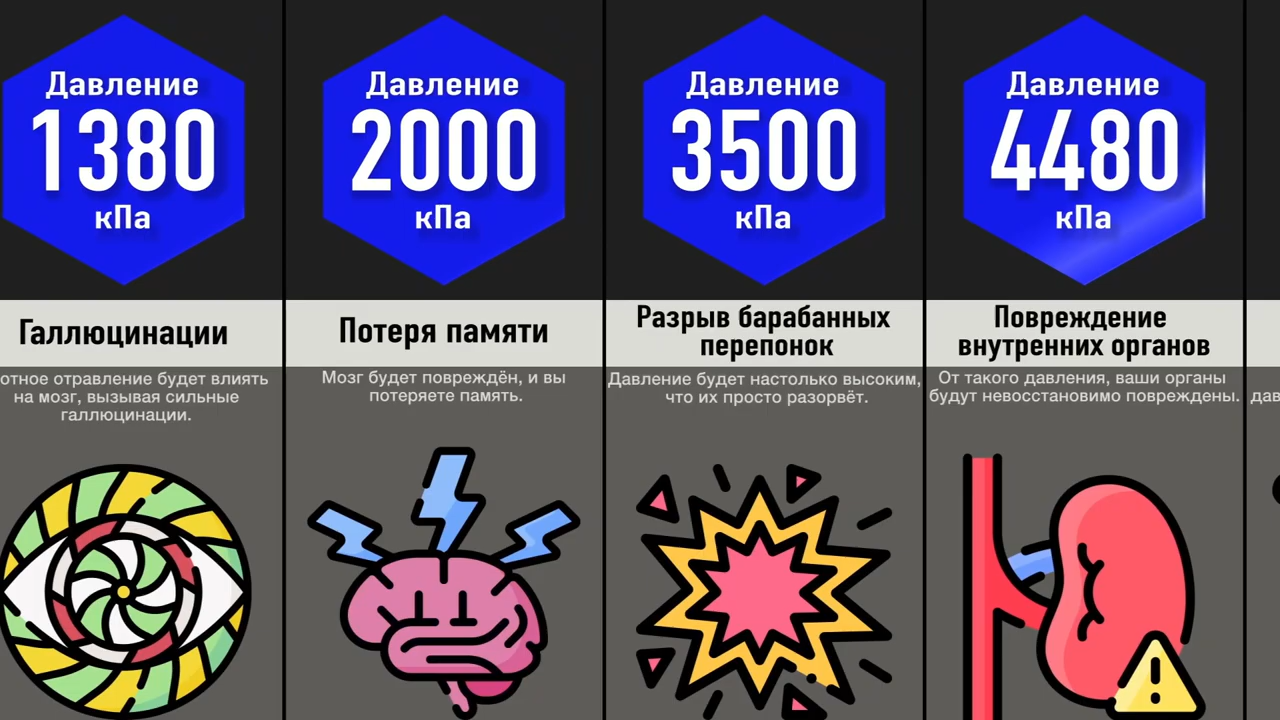 Давление
1380
кПа
Галлюцинации
отное отравление будет влиять
на мозг, вызывая сильные
галлюцинации.
Давление
2000
кПа
Потеря памяти
Мозг будет повреждён, и вы
потеряете память.
Давление
3500
кПа
Разрыв барабанных
перепонок
Давление будет настолько высоким,
что их просто разорвёт.
Давление
4480
кПа
Повреждение
внутренних органов
От такого давления, ваши органы
будут невосстановимо повреждены.
дав